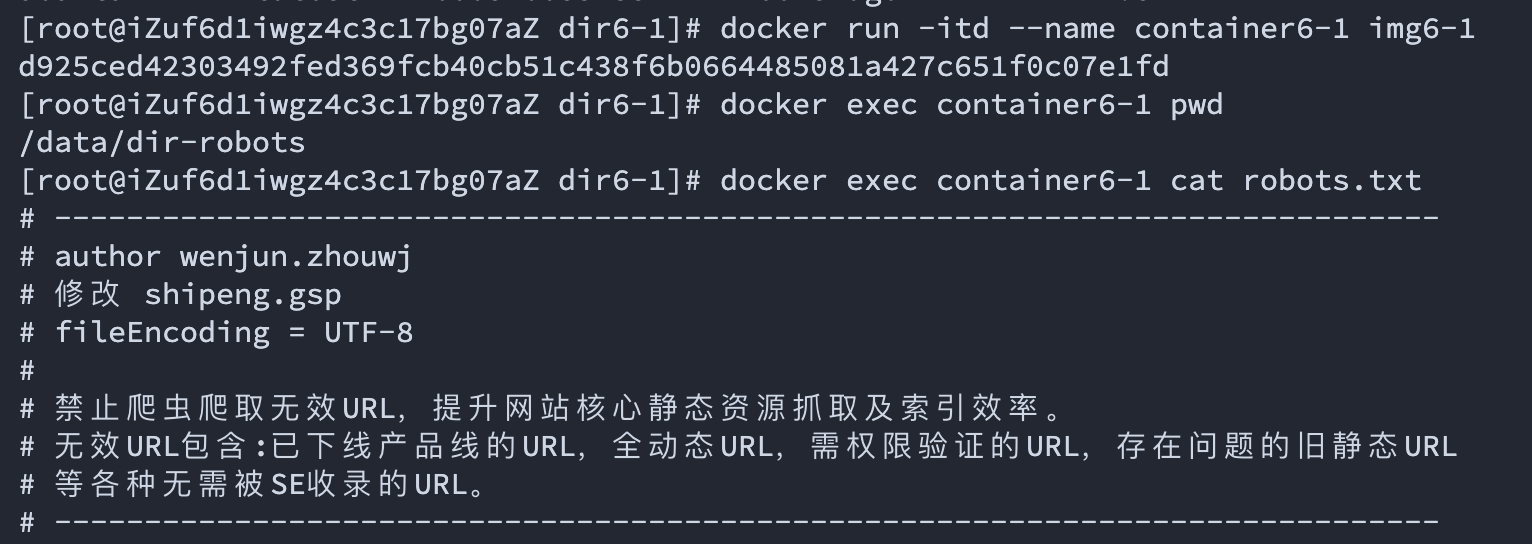 [root@iZuf6d1iwgz4c3c17bg07aZ dir6-1]# docker run -itd --name container6-1 img6-1
d925ced42303492fed369fcb40cb51c438f6b0664485081a427c651f0c07e1fd
[root@iZuf6d1iwgz4c3c17bg07aZ dir6-1]# docker exec container6-1 pwd
/data/dir-robots
[root@iZuf6d1iwgz4c3c17bg07aZ dir6-1]# docker exec container6-1 cat robots.txt
# -----------------------------------------------------------------------------
# author wenjun.zhouwj
# 修改 shipeng.gsp
# fileEncoding = UTF-8
#
# 禁止爬虫爬取无效URL，提升网站核心静态资源抓取及索引效率。
# 无效URL包含:已下线产品线的URL，全动态URL，需权限验证的URL，存在问题的旧静态URL
# 等各种无需被SE收录的URL。
# -----------------------------------------------------------------------------